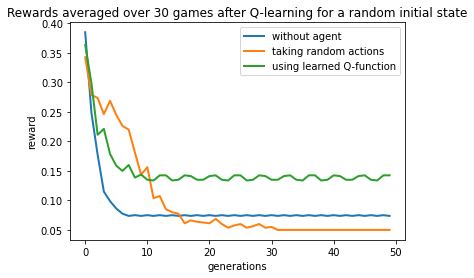 Rewards averaged over 30 games after Q-learning for a random initial state
without agent
taking random actions
using learned Q-function
reward
0.40
0.35
0.30
0.25
0.20
0.15
0.10
0.05
0 10 20 30 40 50
generations